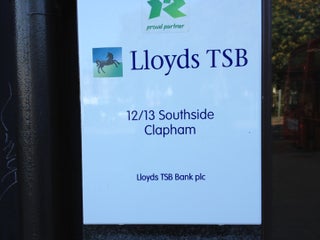 proud partner
Lloyds TSB
12/13 Southside
Clapham
Lloyds TSB Bank plc